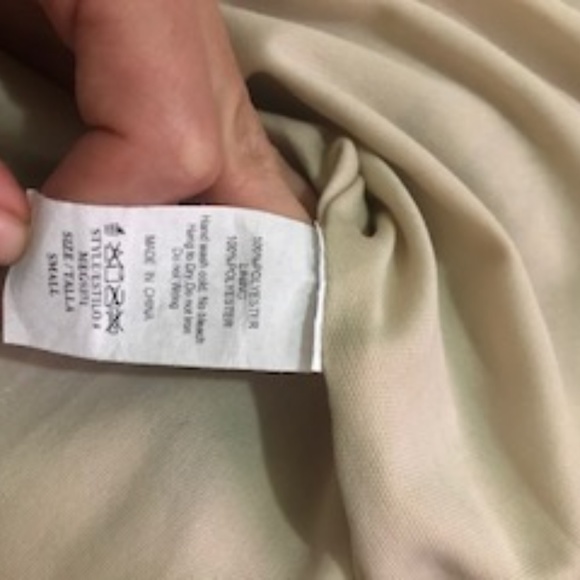 100%POLYESTER
LINING
100%POLYESTER
Hand wash cold. No bleach
Hang to Dry.Do not Iron
Do not Wring
MADE IN CHINA
STYLE/ESTILO #
SIZE / TALLA
SMALL